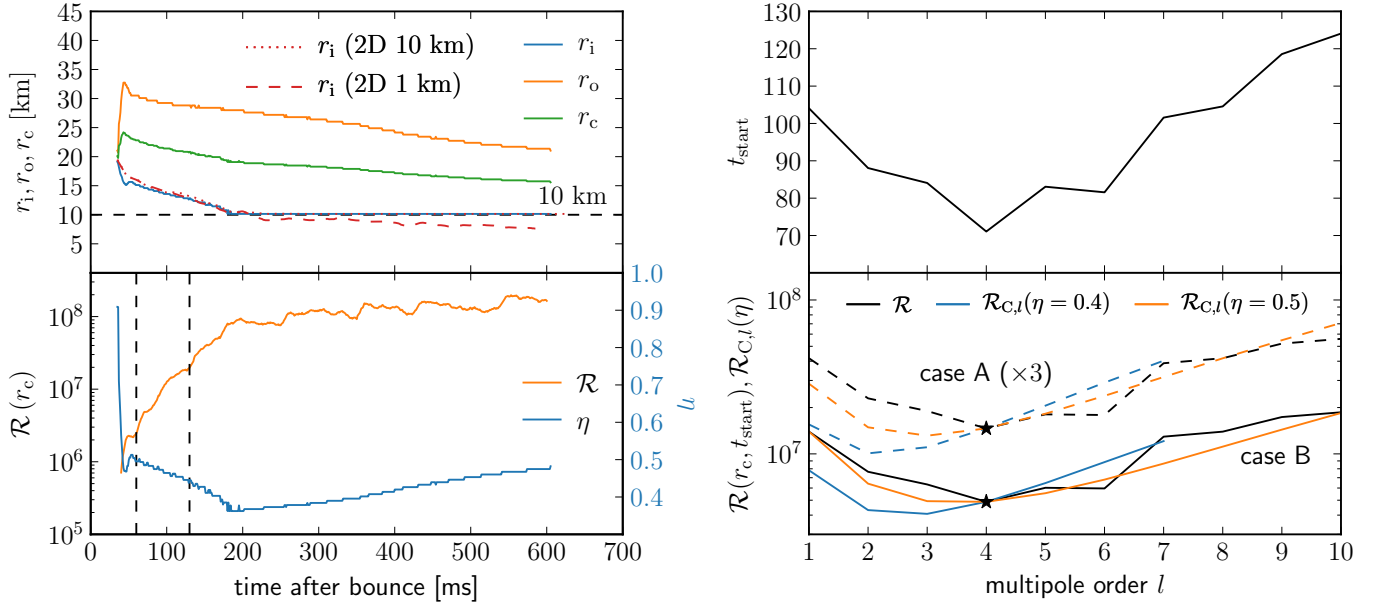 45
40
35
30
25
20
15
10
5
r_i, r_o, r_c [km]
r_i (2D 10 km)
r_i (2D 1 km)
r_i
r_o
r_c
10 km
10^8
10^7
10^6
10^5
ℛ(r_c)
1.0
0.9
0.8
0.7
0.6
0.5
0.4
η
ℛ
η
0 100 200 300 400 500 600 700
time after bounce [ms]
130
120
110
100
90
80
70
t_start
10^8
10^7
ℛ(r_c, t_start), ℛ_C,l(η)
ℛ ℛ_C,l(η = 0.4) ℛ_C,l(η = 0.5)
case A (×3)
case B
1 2 3 4 5 6 7 8 9 10
multipole order l